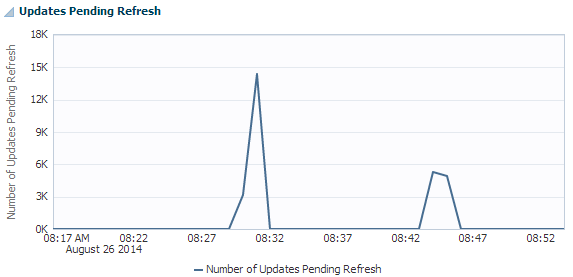 Updates Pending Refresh
Number of Updates Pending Refresh
18K
15K
12K
9K
6K
3K
0K
08:17 AM 08:22 08:27 08:32 08:37 08:42 08:47 08:52
August 26 2014
Number of Updates Pending Refresh